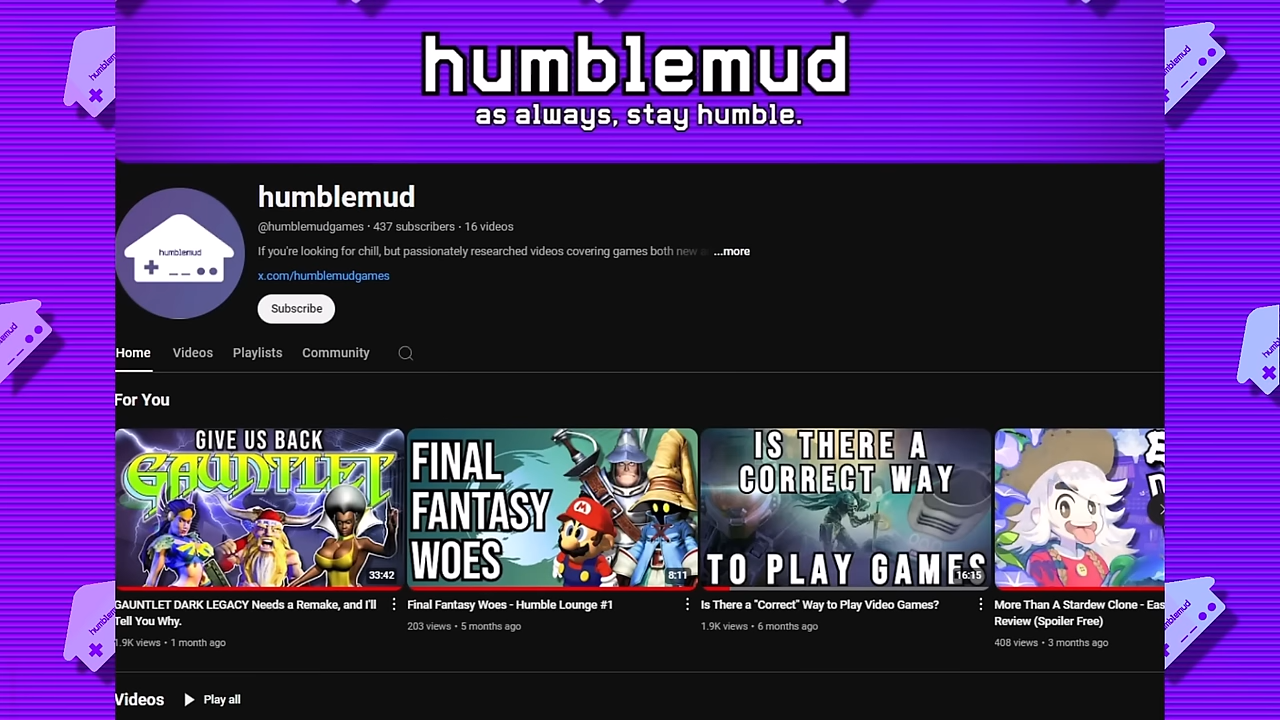 humblemud
as always, stay humble.
humblemud
humblemud
@humblemudgames · 437 subscribers · 16 videos
If you're looking for chill, but passionately researched videos covering games both new ...more
x.com/humblemudgames
Subscribe
Home Videos Playlists Community
For You
GIVE US BACK
GAUNTLET
33:42
FINAL
FANTASY
WOES
8:11
IS THERE A
CORRECT WAY
TO PLAY GAMES
16:15
GAUNTLET DARK LEGACY Needs a Remake, and I'll
Tell You Why.
1.9K views · 1 month ago
Final Fantasy Woes - Humble Lounge #1
203 views · 5 months ago
Is There a "Correct" Way to Play Video Games?
1.9K views · 6 months ago
More Than A Stardew Clone - Eas
Review (Spoiler Free)
408 views · 3 months ago
Videos Play all